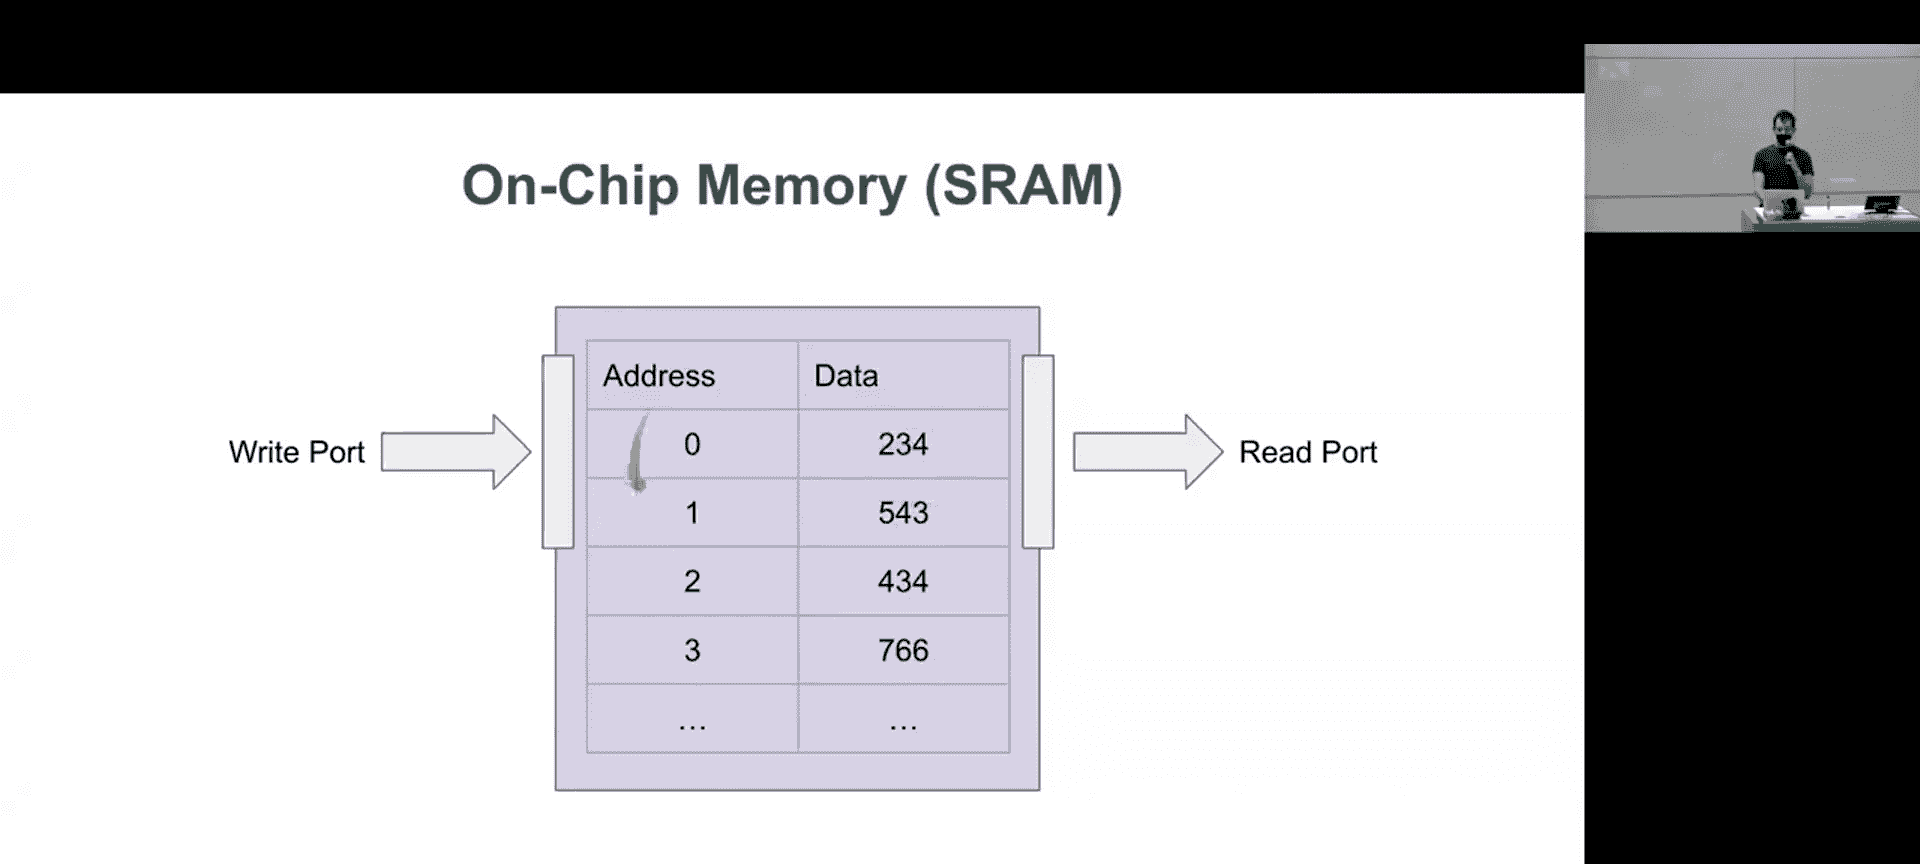 On-Chip Memory (SRAM)
Address Data
0 234
Write Port
Read Port
1 543
2 434
3 766
... ...